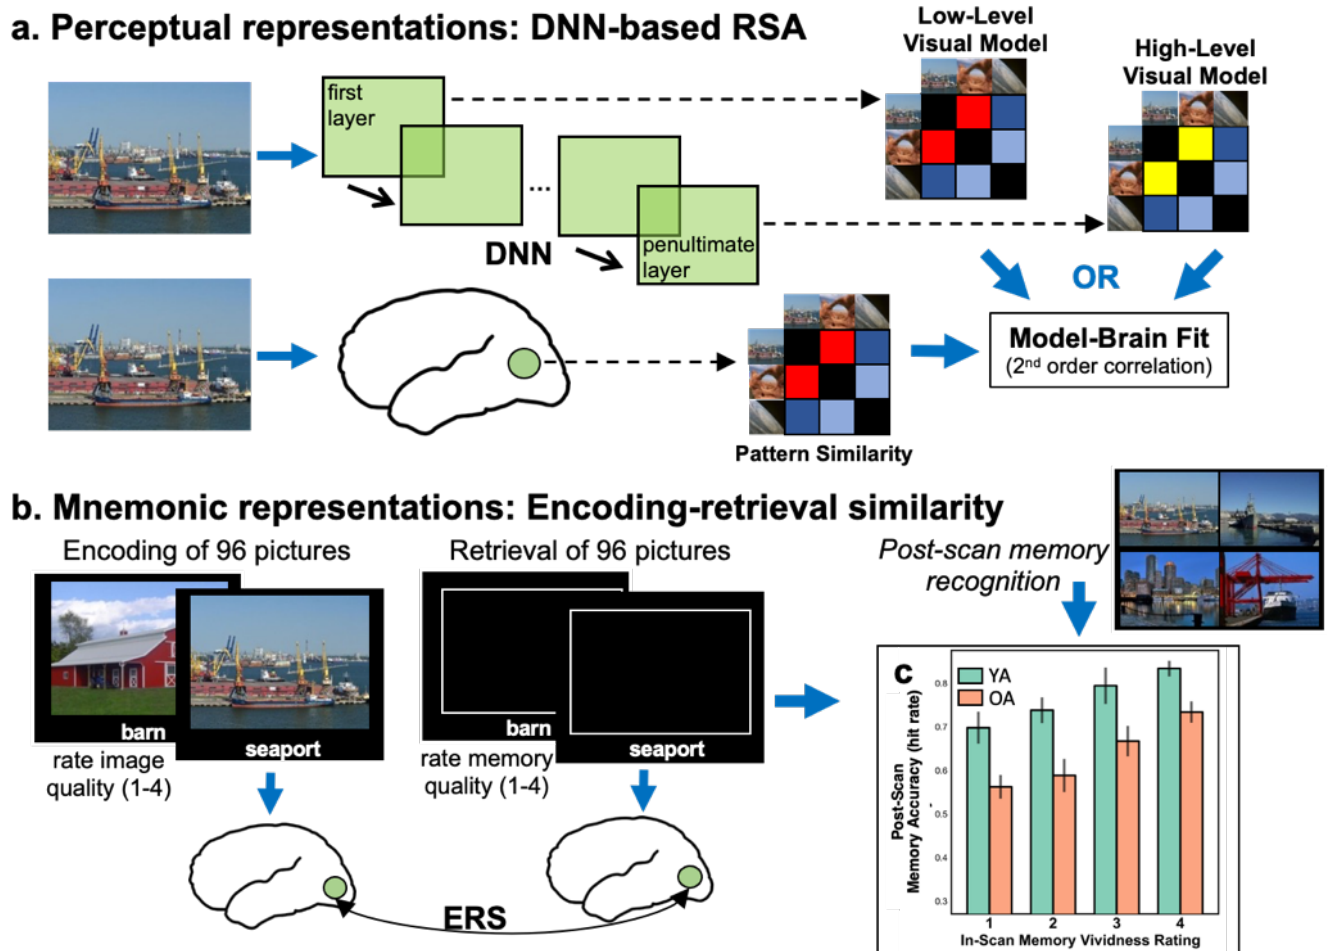 a. Perceptual representations: DNN-based RSA
Low-Level
Visual Model
High-Level
Visual Model
first
layer
...
penultimate
layer
DNN
OR
Model-Brain Fit
(2nd order correlation)
Pattern Similarity
b. Mnemonic representations: Encoding-retrieval similarity
Encoding of 96 pictures
Retrieval of 96 pictures
Post-scan memory
recognition
barn
seaport
rate image
quality (1-4)
barn
seaport
rate memory
quality (1-4)
ERS
c
YA
OA
Post-Scan
Memory Accuracy (hit rate)
0.8
0.7
0.6
0.5
0.4
0.3
1 2 3 4
In-Scan Memory Vividness Rating